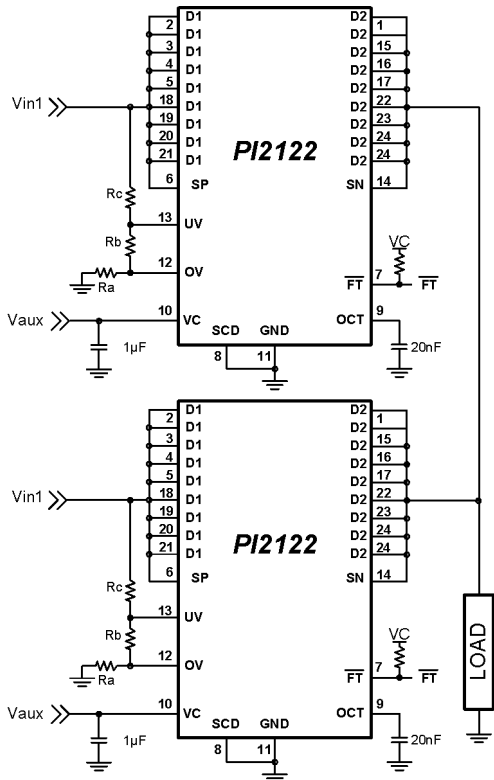 D1 D2
2 D1 D2 1
3 D1 D2 15
4 D1 D2 16
5 D1 D2 17
Vin1 18 D1 D2 22
19 D1 D2 23
20 D1 D2 24
21 D1 D2 24
PI2122
6 SP SN 14
Rc
13 UV
Rb
VC
12 OV
Ra
FT 7 FT
Vaux 10 VC OCT 9
1µF
SCD GND
20nF
8 11
D1 D2
2 D1 D2 1
3 D1 D2 15
4 D1 D2 16
5 D1 D2 17
Vin1 18 D1 D2 22
19 D1 D2 23
20 D1 D2 24
21 D1 D2 24
PI2122
6 SP SN 14
Rc
13 UV
Rb
VC
12 OV
Ra
FT 7 FT
LOAD
Vaux 10 VC OCT 9
1µF
SCD GND
20nF
8 11